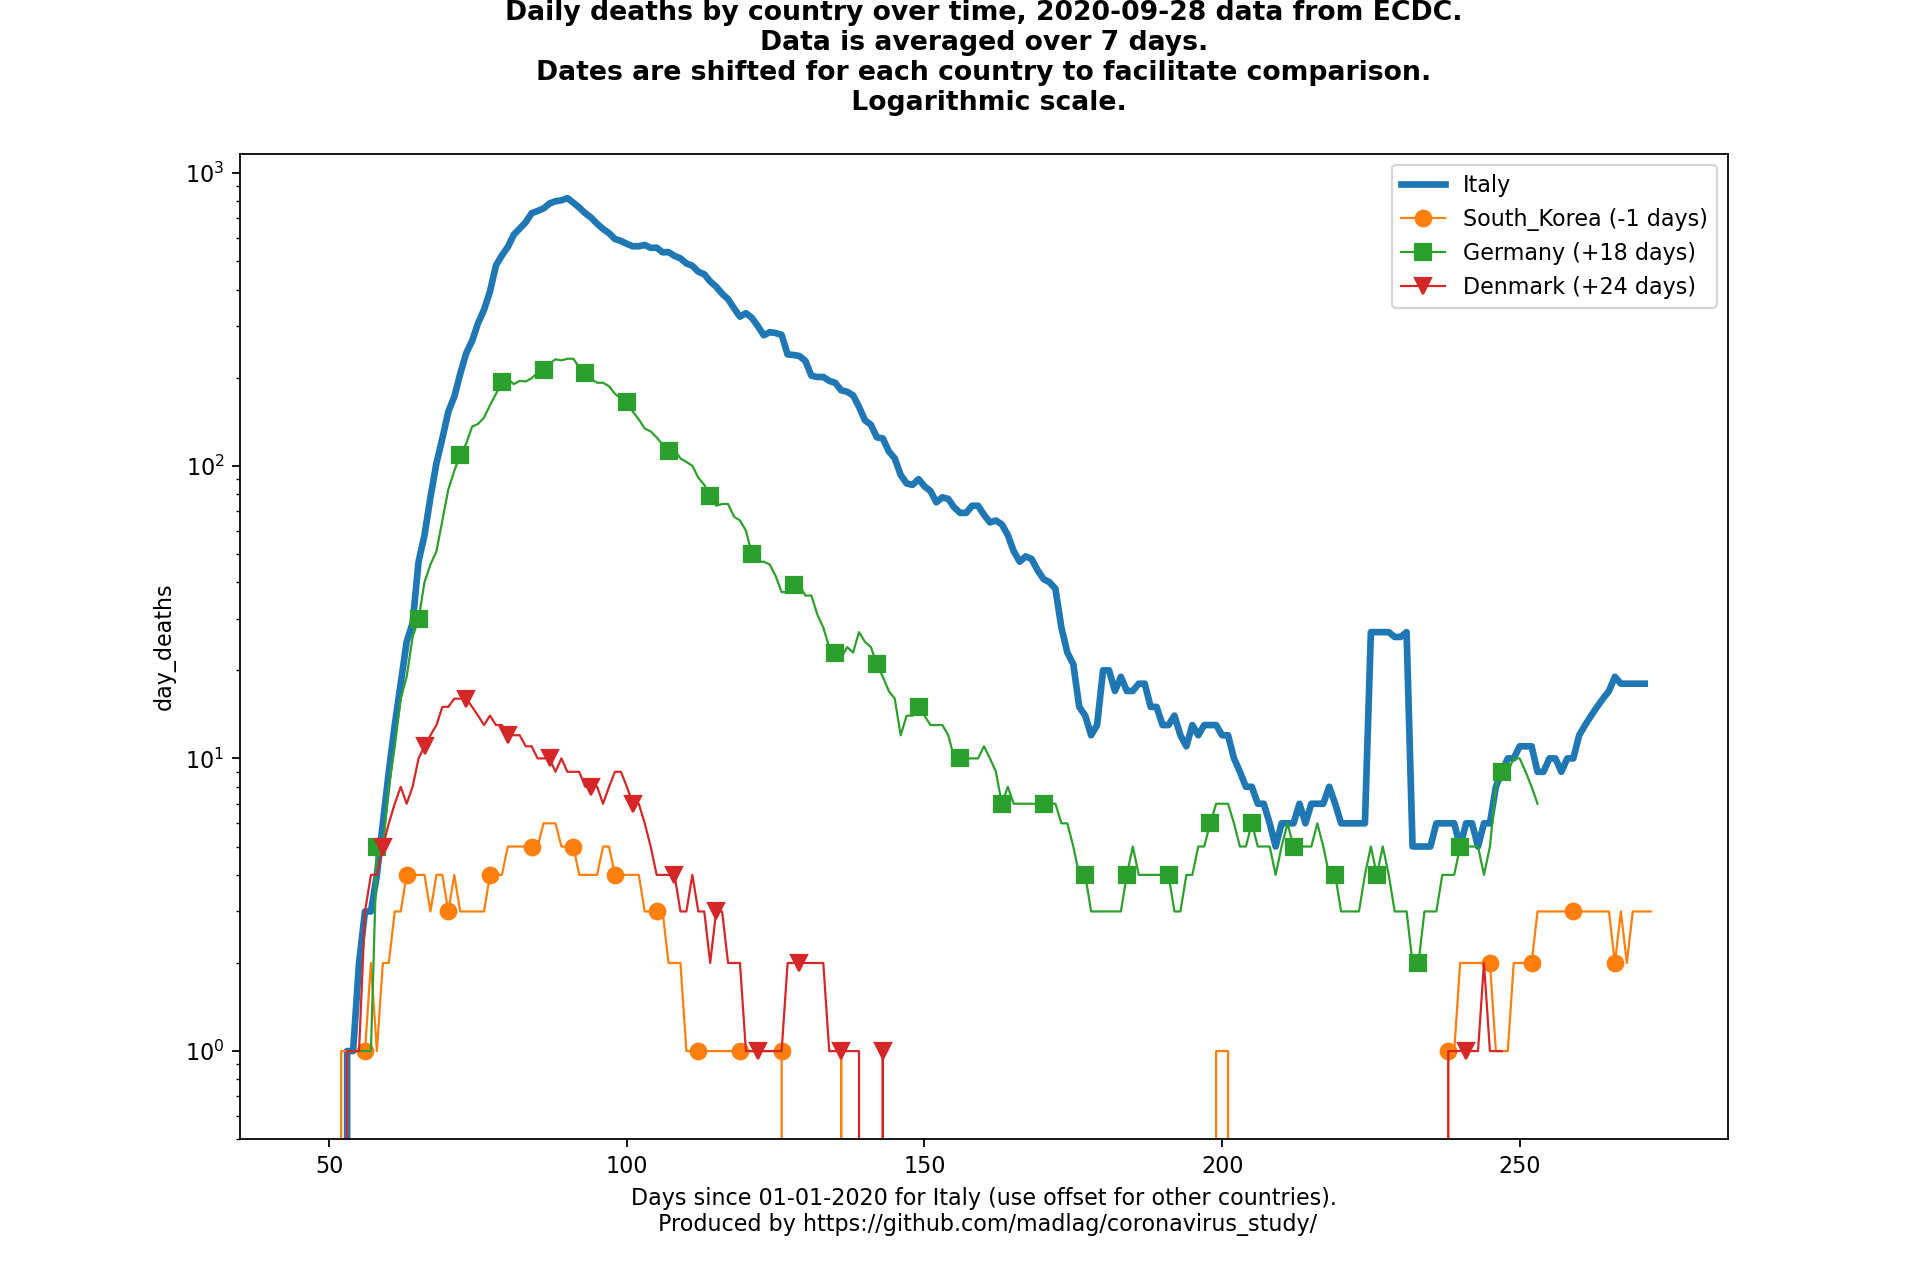 Daily deaths by country over time, 2020-09-28 data from ECDC.
Data is averaged over 7 days.
Dates are shifted for each country to facilitate comparison.
Logarithmic scale.
10³
10²
10¹
10⁰
day_deaths
Italy
South_Korea (-1 days)
Germany (+18 days)
Denmark (+24 days)
50 100 150 200 250
Days since 01-01-2020 for Italy (use offset for other countries).
Produced by https://github.com/madlag/coronavirus_study/